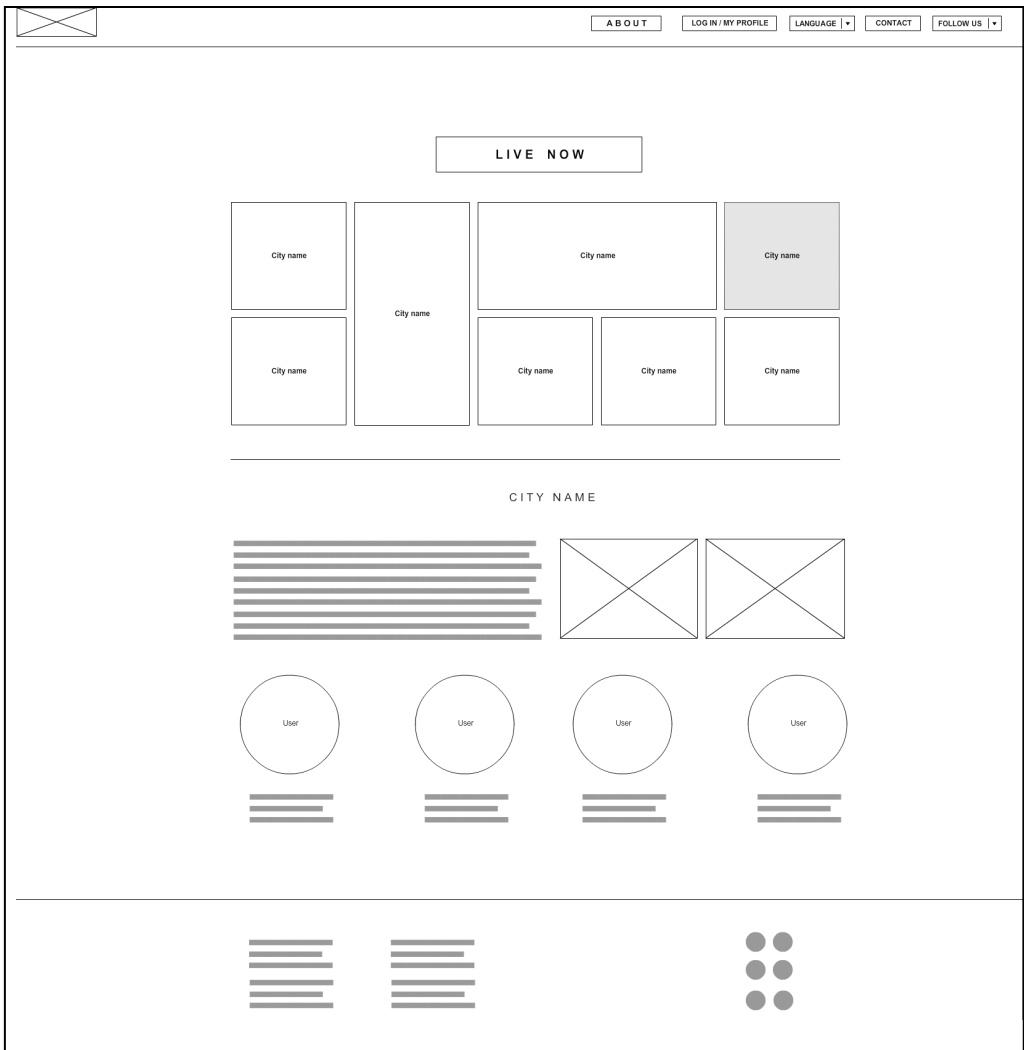 ABOUT
LOG IN / MY PROFILE
LANGUAGE
CONTACT
FOLLOW US
LIVE NOW
City name
City name
City name
City name
City name
City name
City name
City name
CITY NAME
User
User
User
User